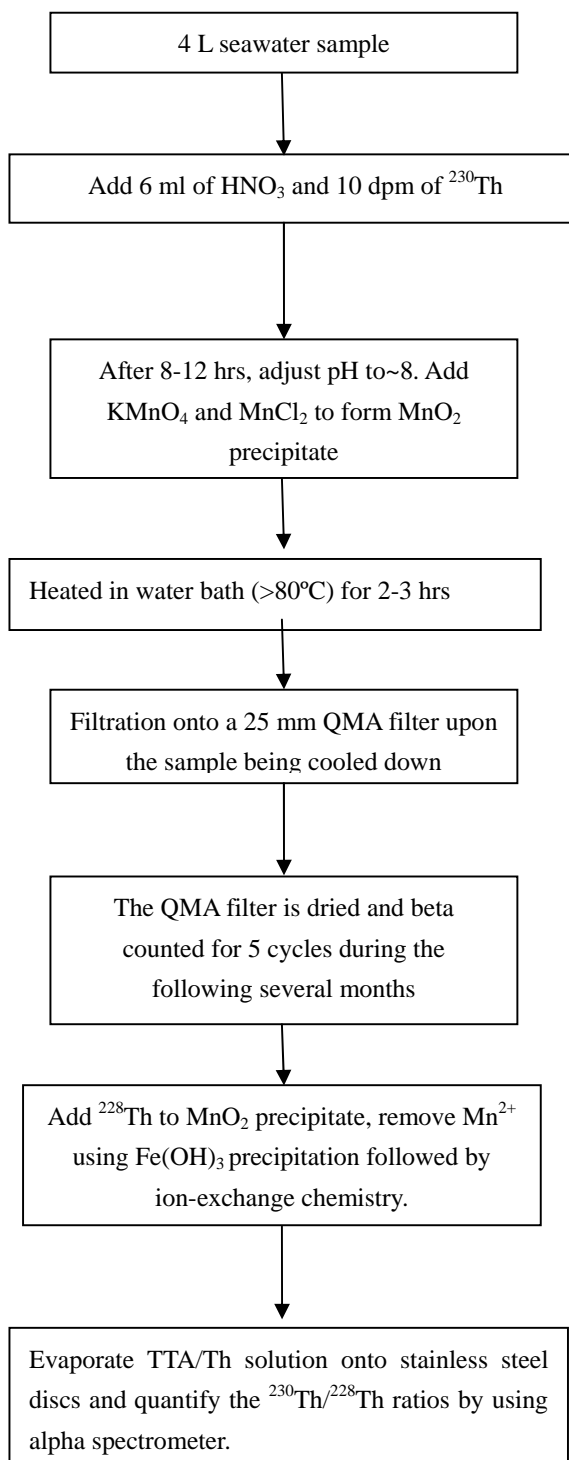 4 L seawater sample
Add 6 ml of HNO₃ and 10 dpm of ²³⁰Th
After 8-12 hrs, adjust pH to~8. Add
KMnO₄ and MnCl₂ to form MnO₂
precipitate
Heated in water bath (>80ºC) for 2-3 hrs
Filtration onto a 25 mm QMA filter upon
the sample being cooled down
The QMA filter is dried and beta
counted for 5 cycles during the
following several months
Add ²²⁸Th to MnO₂ precipitate, remove Mn²⁺
using Fe(OH)₃ precipitation followed by
ion-exchange chemistry.
Evaporate TTA/Th solution onto stainless steel
discs and quantify the ²³⁰Th/²²⁸Th ratios by using
alpha spectrometer.